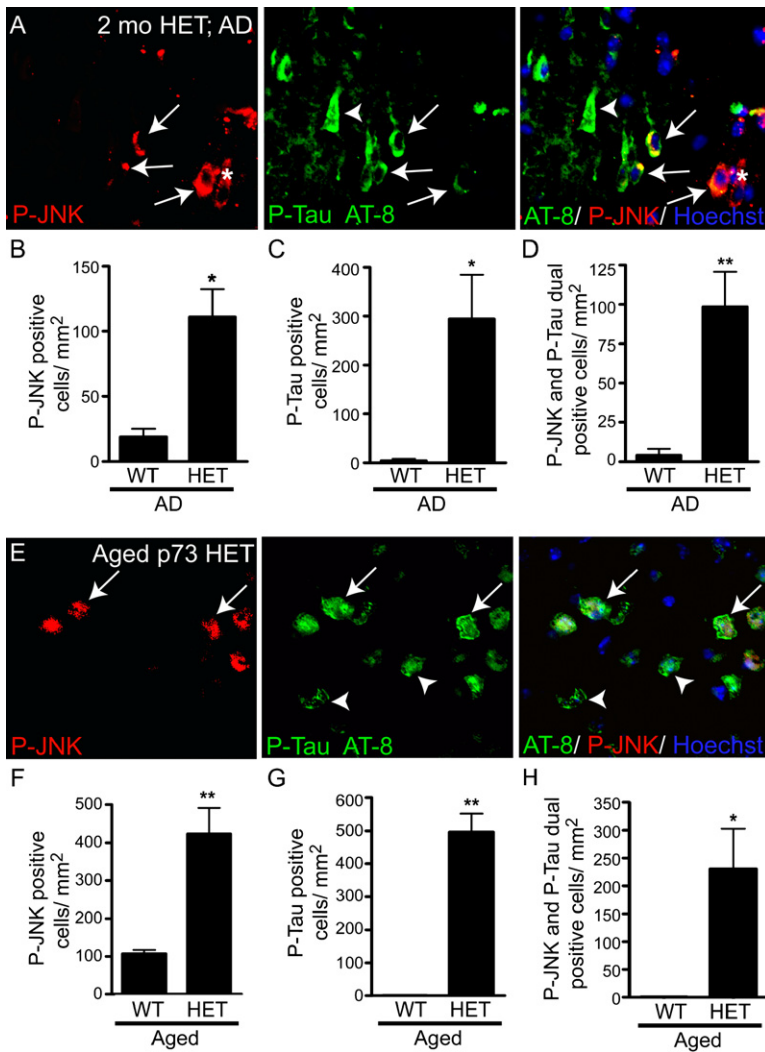 A 2 mo HET; AD
P-JNK
P-Tau AT-8
AT-8/ P-JNK/ Hoechst
*
*
B
P-JNK positive
cells/ mm2
150
100
50
0
*
WT HET
AD
C
P-Tau positive
cells/ mm2
400
300
200
100
0
*
WT HET
AD
D
P-JNK and P-Tau dual
positive cells/ mm2
125
100
75
50
25
0
**
WT HET
AD
E Aged p73 HET
P-JNK
P-Tau AT-8
AT-8/ P-JNK/ Hoechst
F
P-JNK positive
cells/ mm2
500
400
300
200
100
0
**
WT HET
Aged
G
P-Tau positive
cells/ mm2
600
500
400
300
200
100
0
**
WT HET
Aged
H
P-JNK and P-Tau dual
positive cells/ mm2
350
300
250
200
150
100
50
0
*
WT HET
Aged